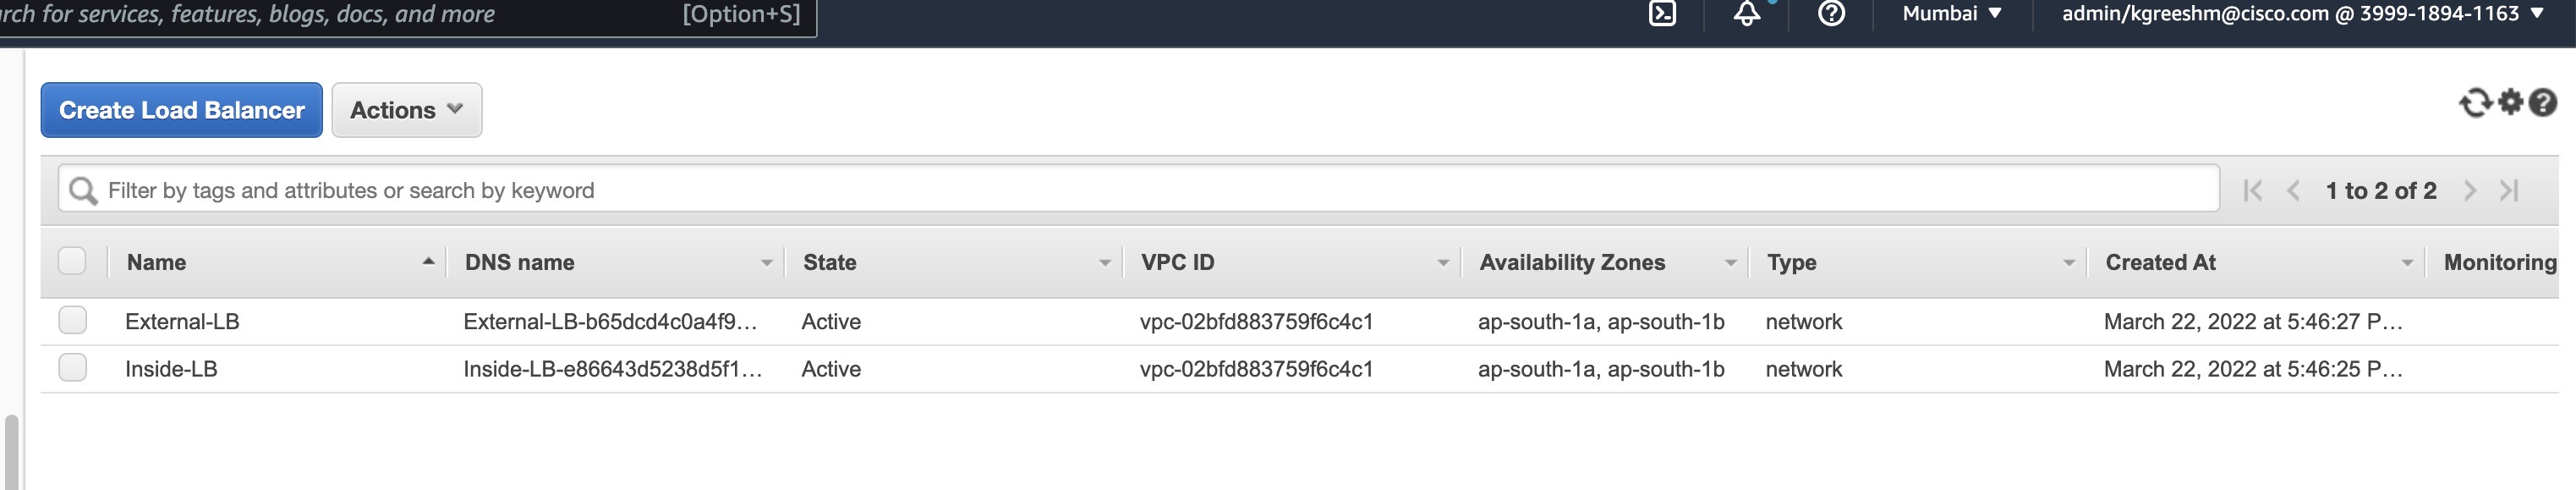 rch for services, features, blogs, docs, and more [Option+S] Mumbai ▼ admin/kgreeshm@cisco.com @ 3999-1894-1163 ▼
Create Load Balancer Actions
Filter by tags and attributes or search by keyword 1 to 2 of 2
Name DNS name State VPC ID Availability Zones Type Created At Monitoring
External-LB External-LB-b65dcd4c0a4f9... Active vpc-02bfd883759f6c4c1 ap-south-1a, ap-south-1b network March 22, 2022 at 5:46:27 P...
Inside-LB Inside-LB-e86643d5238d5f1... Active vpc-02bfd883759f6c4c1 ap-south-1a, ap-south-1b network March 22, 2022 at 5:46:25 P...